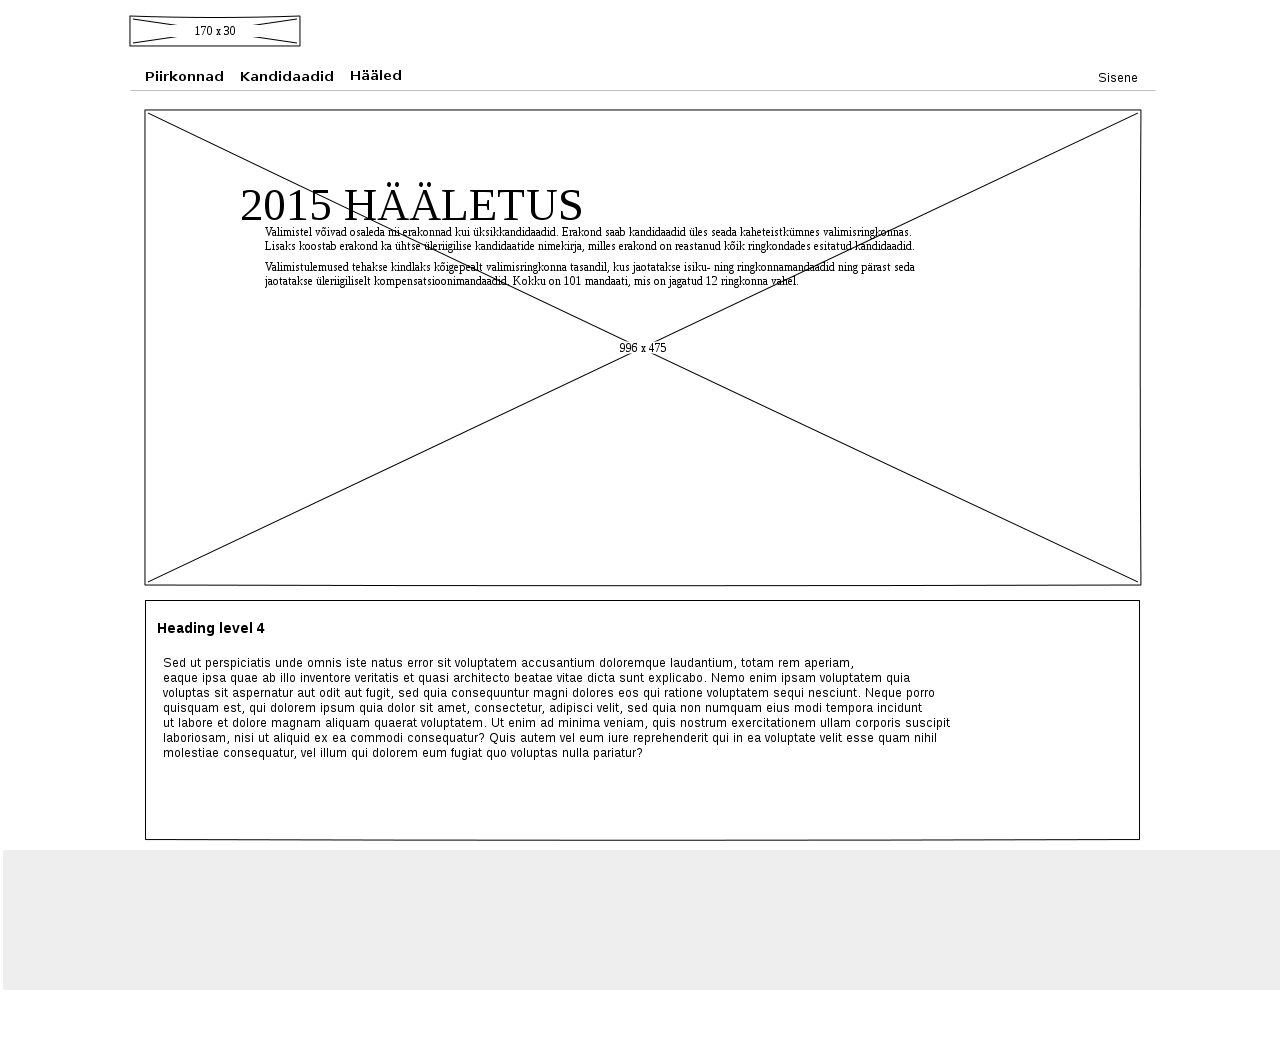 170 x 30
Piirkonnad Kandidaadid Hääled Sisene
2015 HÄÄLETUS
Valimistel võivad osaleda nii erakonnad kui üksikkandidaadid. Erakond saab kandidaadid üles seada kaheteistkümnes valimisringkonnas.
Lisaks koostab erakond ka ühtse üleriigilise kandidaatide nimekirja, milles erakond on reastanud kõik ringkondades esitatud kandidaadid.
Valimistulemused tehakse kindlaks kõigepealt valimisringkonna tasandil, kus jaotatakse isiku- ning ringkonnamandaadid ning pärast seda
jaotatakse üleriigiliselt kompensatsioonimandaadid. Kokku on 101 mandaati, mis on jagatud 12 ringkonna vahel.
996 x 475
Heading level 4
Sed ut perspiciatis unde omnis iste natus error sit voluptatem accusantium doloremque laudantium, totam rem aperiam,
eaque ipsa quae ab illo inventore veritatis et quasi architecto beatae vitae dicta sunt explicabo. Nemo enim ipsam voluptatem quia
voluptas sit aspernatur aut odit aut fugit, sed quia consequuntur magni dolores eos qui ratione voluptatem sequi nesciunt. Neque porro
quisquam est, qui dolorem ipsum quia dolor sit amet, consectetur, adipisci velit, sed quia non numquam eius modi tempora incidunt
ut labore et dolore magnam aliquam quaerat voluptatem. Ut enim ad minima veniam, quis nostrum exercitationem ullam corporis suscipit
laboriosam, nisi ut aliquid ex ea commodi consequatur? Quis autem vel eum iure reprehenderit qui in ea voluptate velit esse quam nihil
molestiae consequatur, vel illum qui dolorem eum fugiat quo voluptas nulla pariatur?